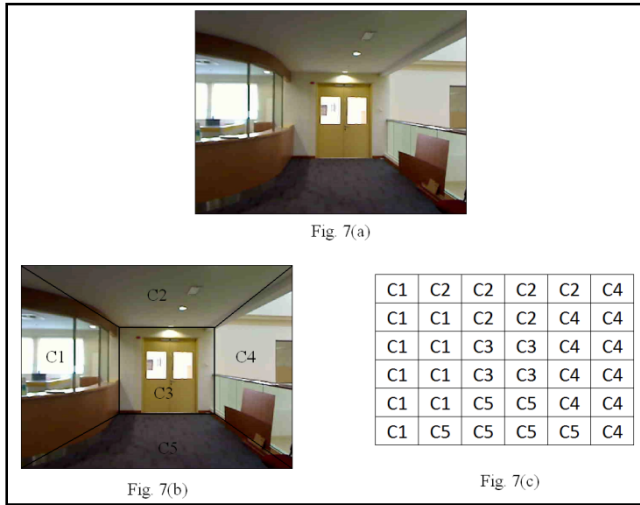 Fig. 7(a)
C2
C1
C4
C3
C5
Fig. 7(b)
C1 C2 C2 C2 C2 C4
C1 C1 C2 C2 C4 C4
C1 C1 C3 C3 C4 C4
C1 C1 C3 C3 C4 C4
C1 C1 C5 C5 C4 C4
C1 C5 C5 C5 C5 C4
Fig. 7(c)